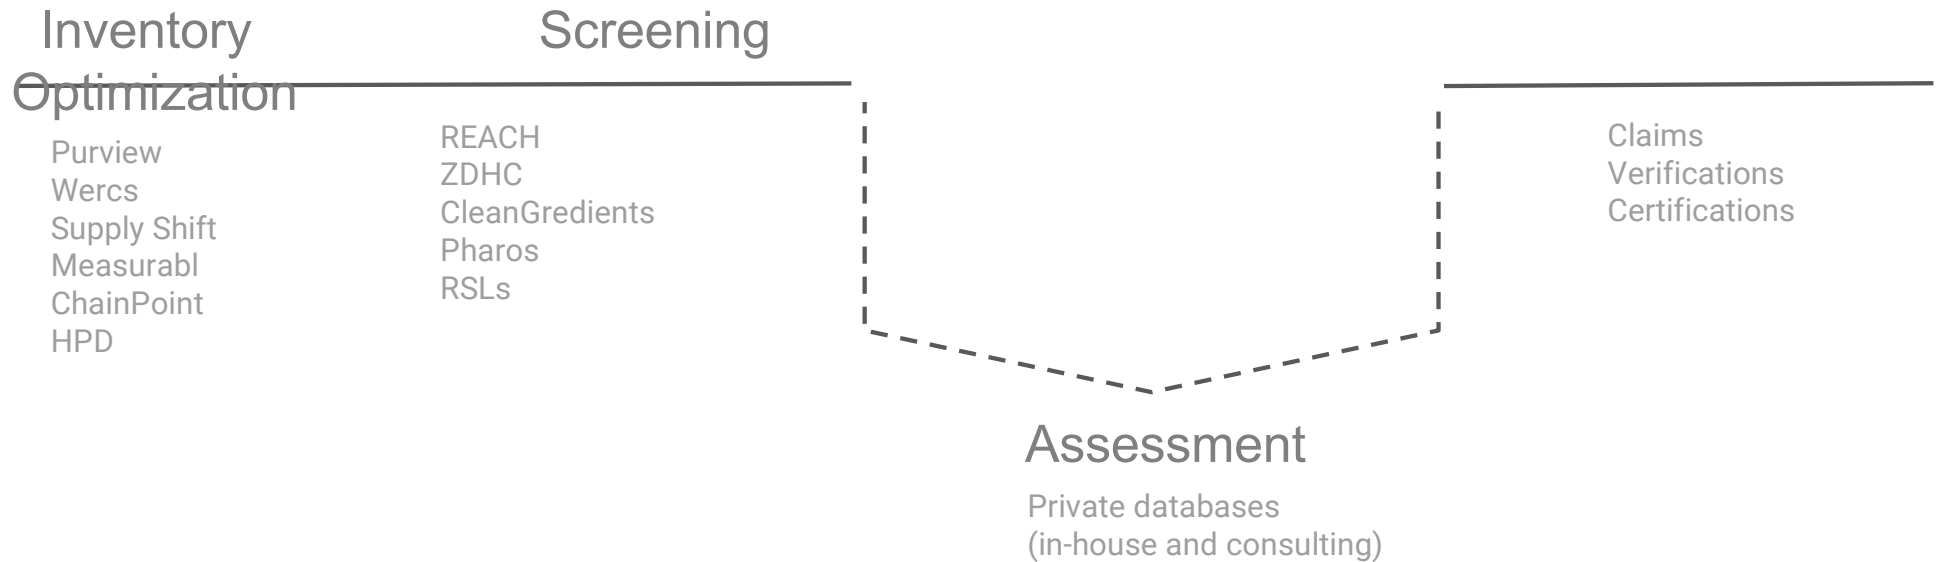 Inventory
Optimization
Purview
Wercs
Supply Shift
Measurabl
ChainPoint
HPD
Screening
REACH
ZDHC
CleanGredients
Pharos
RSLs
Assessment
Private databases
(in-house and consulting)
Claims
Verifications
Certifications